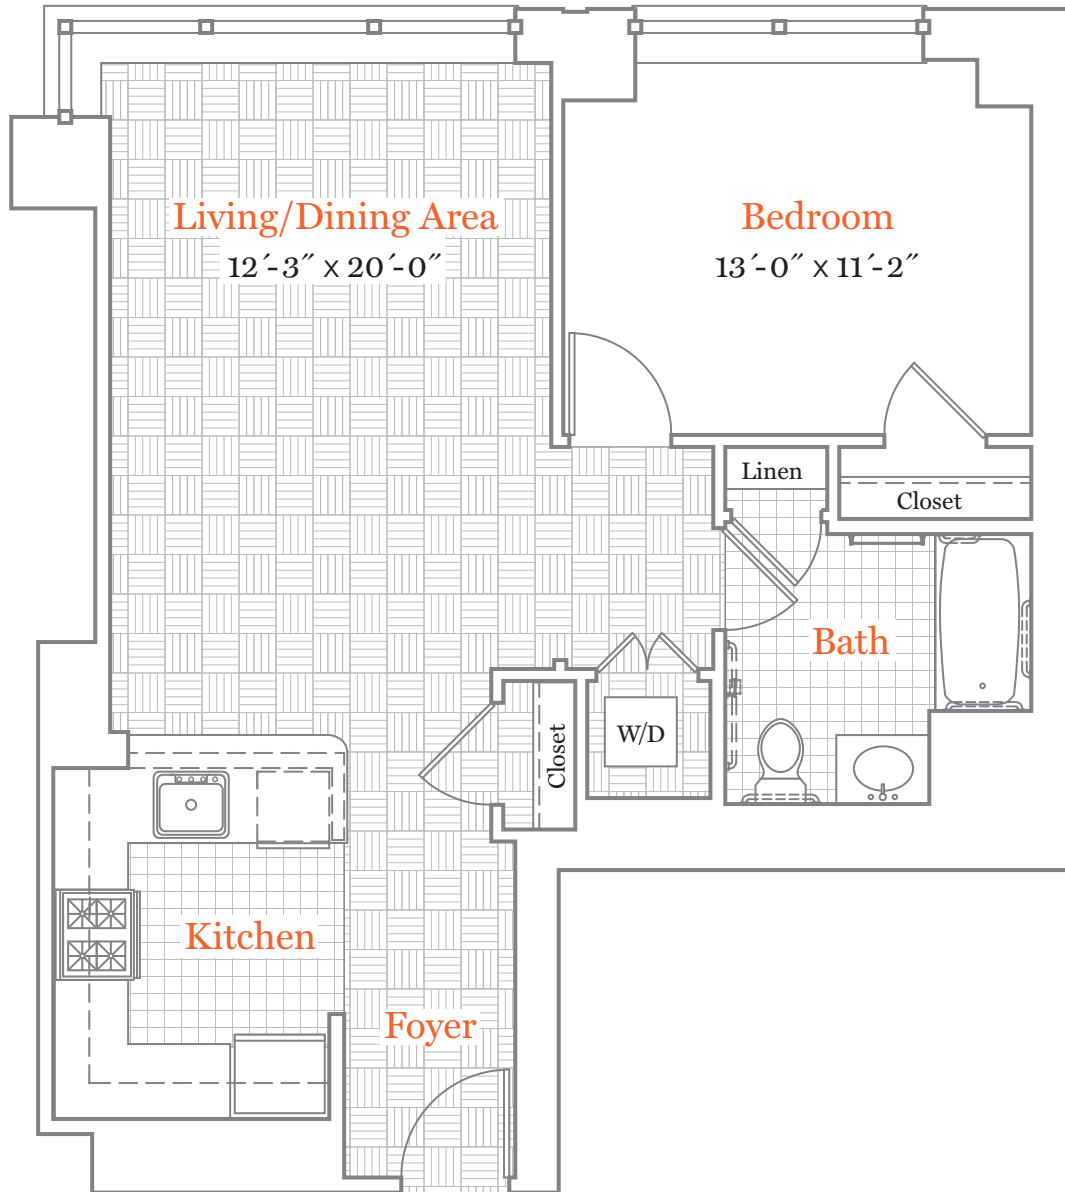 Living/Dining Area
12´-3˝ x 20´-0˝
Bedroom
13´-0˝ x 11´-2˝
Linen
Closet
Bath
W/D
Closet
Kitchen
Foyer